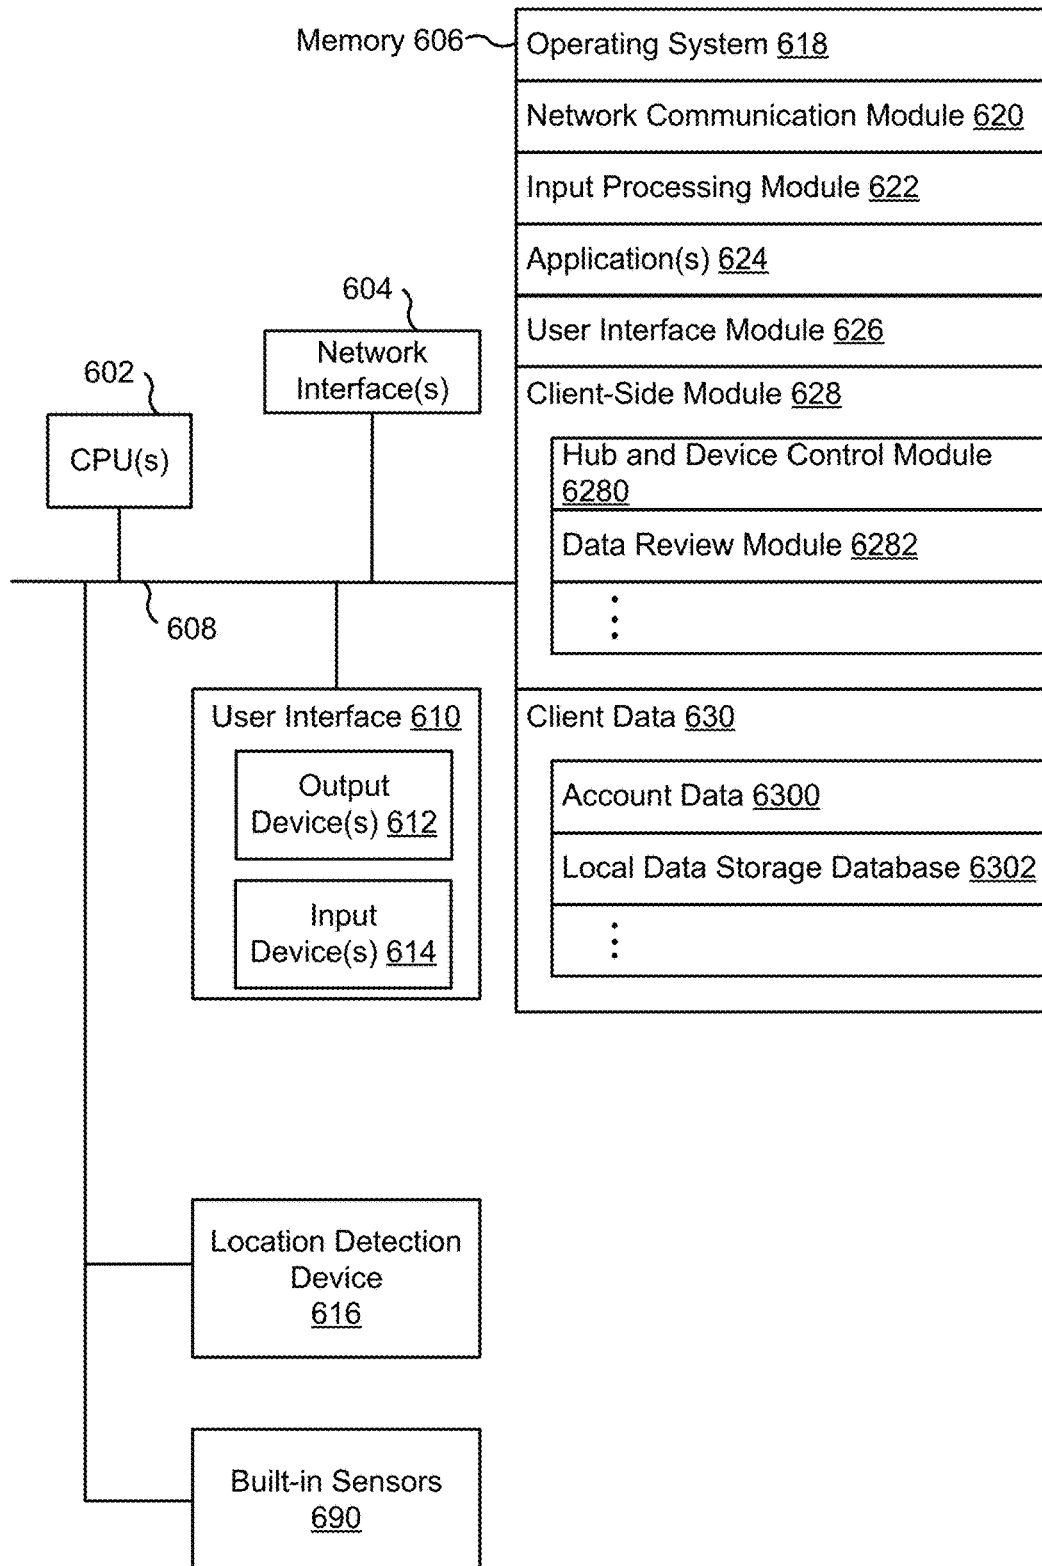 Memory 606
Operating System 618
Network Communication Module 620
Input Processing Module 622
Application(s) 624
User Interface Module 626
Client-Side Module 628
Hub and Device Control Module
6280
Data Review Module 6282
604
Network
Interface(s)
602
CPU(s)
608
User Interface 610
Output
Device(s) 612
Input
Device(s) 614
Client Data 630
Account Data 6300
Local Data Storage Database 6302
Location Detection
Device
616
Built-in Sensors
690